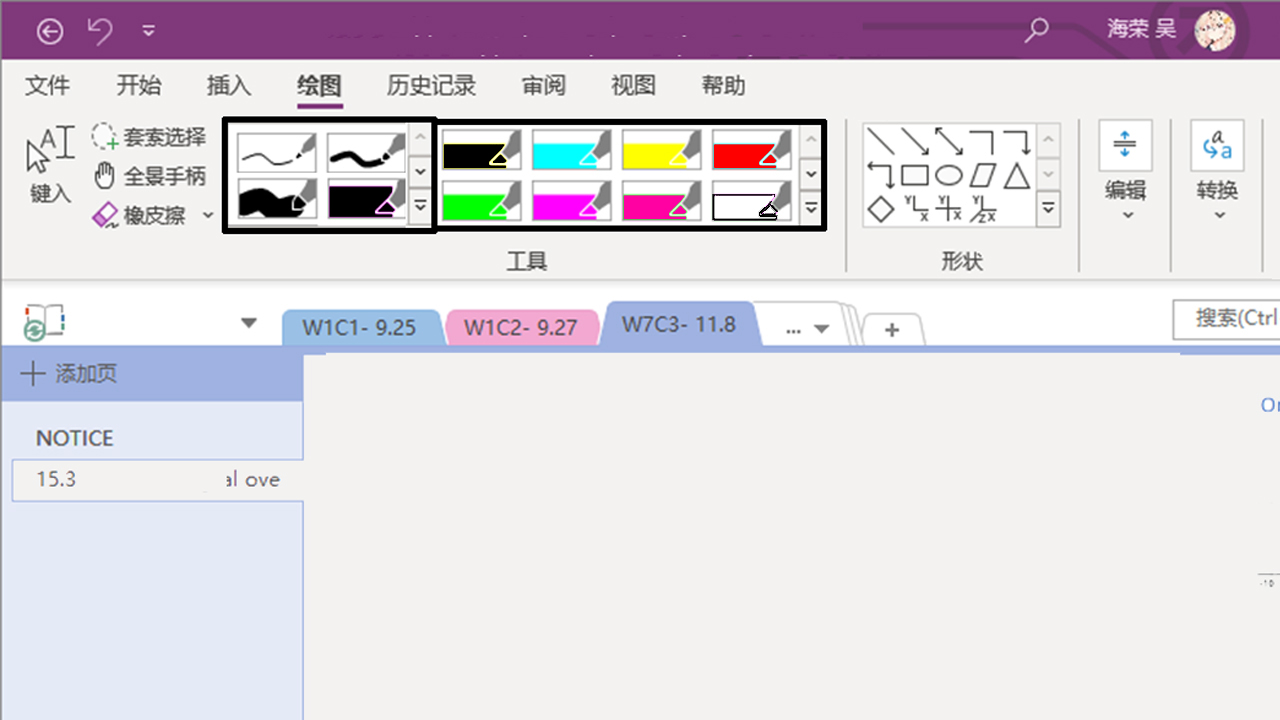 海荣 吴
文件 开始 插入 绘图 历史记录 审阅 视图 帮助
套索选择
全景手柄
橡皮擦
键入
编辑
转换
工具
形状
W1C1- 9.25
W1C2- 9.27
W7C3- 11.8
...
搜索(Ctrl
添加页
NOTICE
15.3 al ove